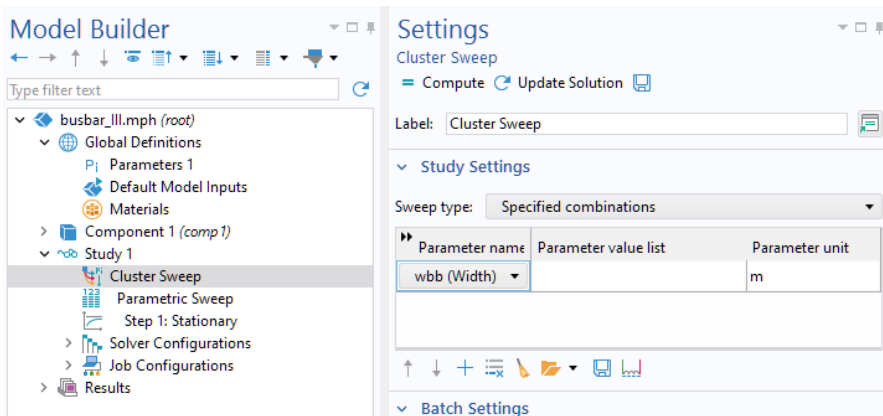 Model Builder
Type filter text
busbar_III.mph (root)
Global Definitions
Pi Parameters 1
Default Model Inputs
Materials
Component 1 (comp1)
Study 1
Cluster Sweep
123 Parametric Sweep
Step 1: Stationary
Solver Configurations
Job Configurations
Results
Settings
Cluster Sweep
= Compute Update Solution
Label: Cluster Sweep
Study Settings
Sweep type: Specified combinations
Parameter name Parameter value list Parameter unit
wbb (Width) m
Batch Settings